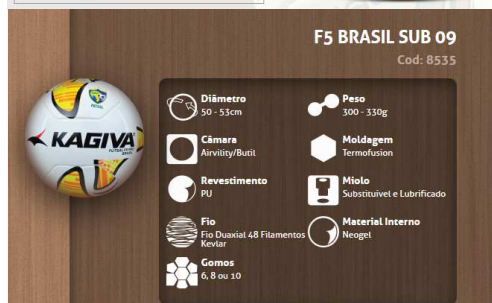 F5 BRASIL SUB 09
Cod: 8535
KAGIVA
Diâmetro
50 - 53cm
Peso
300 - 330g
Câmara
Airvility/Butil
Moldagem
Termofusion
Revestimento
PU
Miolo
Substituível e Lubrificado
Fio
Fio Duaxial 48 Filamentos
Kevlar
Material Interno
Neogel
Gomos
6, 8 ou 10